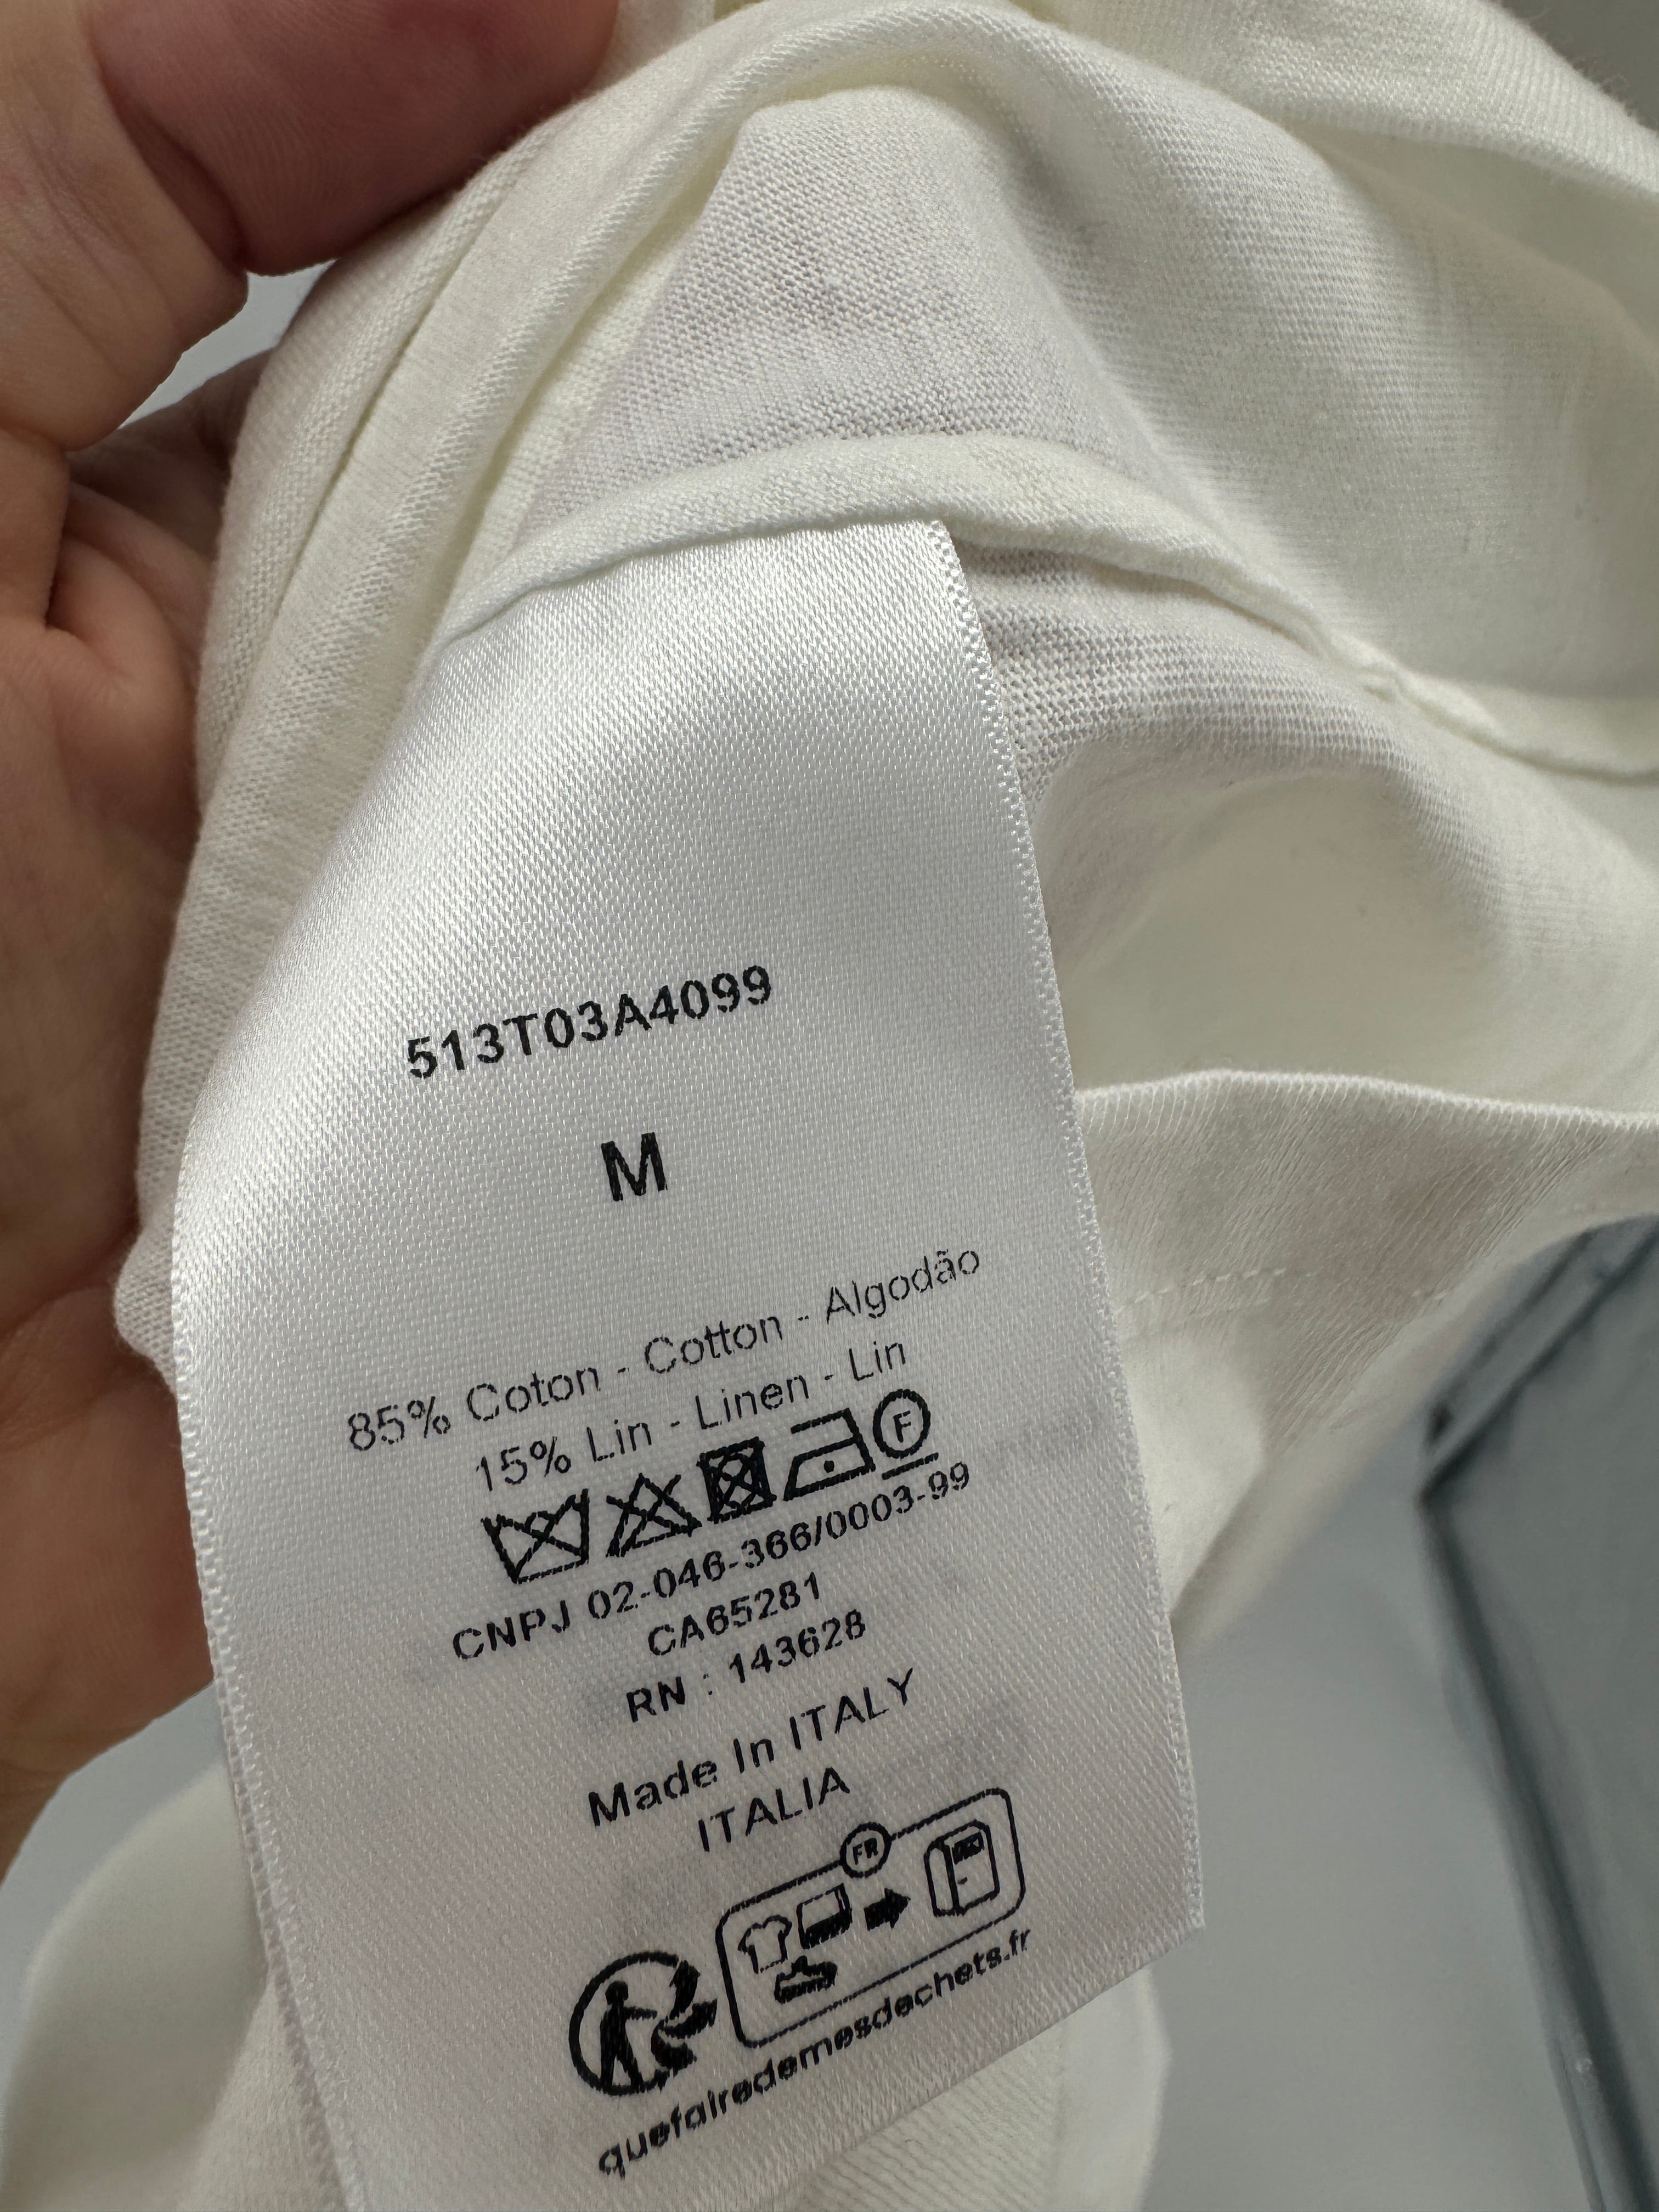 513T03A4099
M
85% Coton - Cotton - Algodão
15% Lin - Linen - Lin
F
CNPJ 02-046-366/0003-99
CA65281
RN : 143628
Made In ITALY
ITALIA
FR
quefairedemesdechets.fr